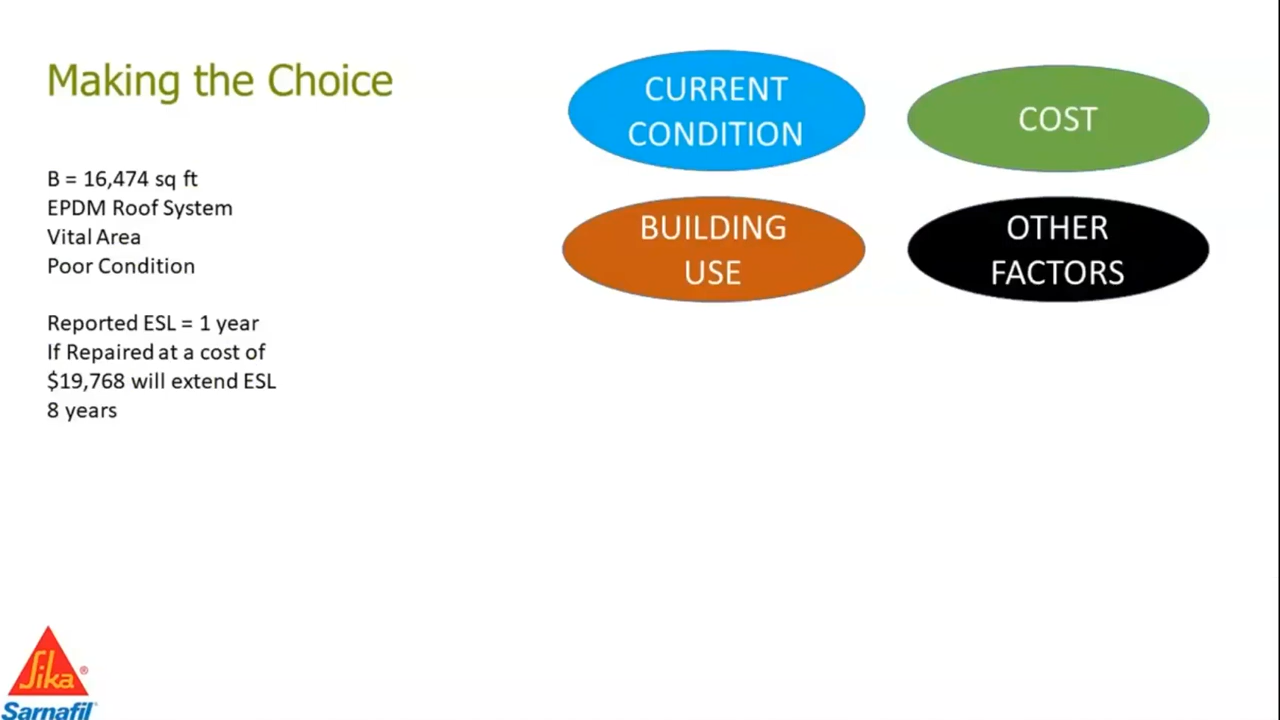 Making the Choice
B = 16,474 sq ft
EPDM Roof System
Vital Area
Poor Condition
Reported ESL = 1 year
If Repaired at a cost of
$19,768 will extend ESL
8 years
CURRENT
CONDITION
COST
BUILDING
USE
OTHER
FACTORS
Sika®
Sarnafil